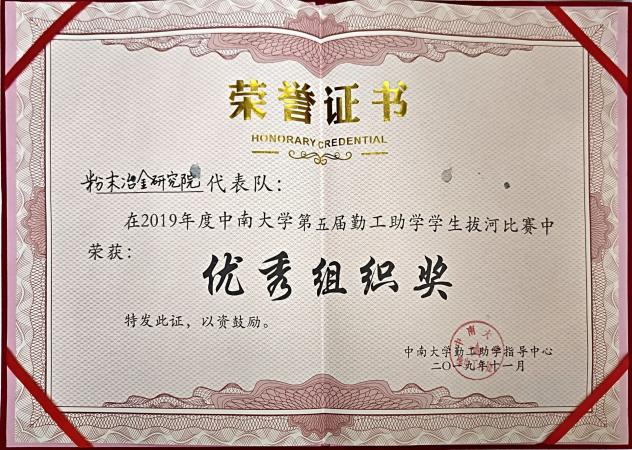 荣誉证书
HONORARY CREDENTIAL
粉末冶金研究院代表队：
在2019年度中南大学第五届勤工助学学生拔河比赛中
荣获：
优秀组织奖
特发此证，以资鼓励。
中南大学勤工助学指导中心
二〇一九年十一月